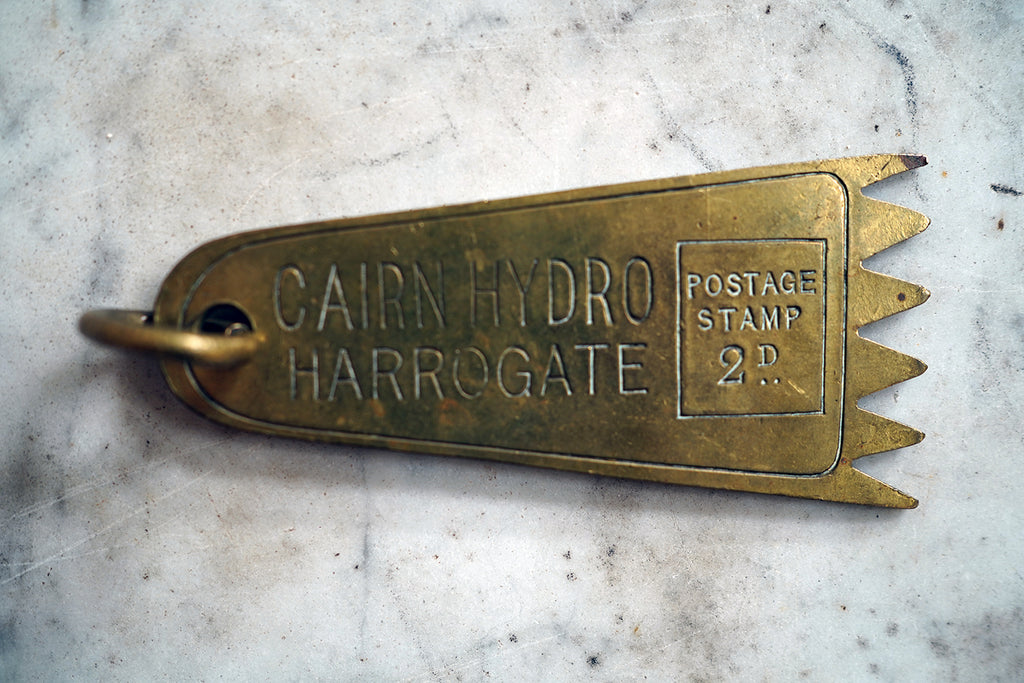 CAIRN HYDRO
HARROGATE
POSTAGE
STAMP
2D.